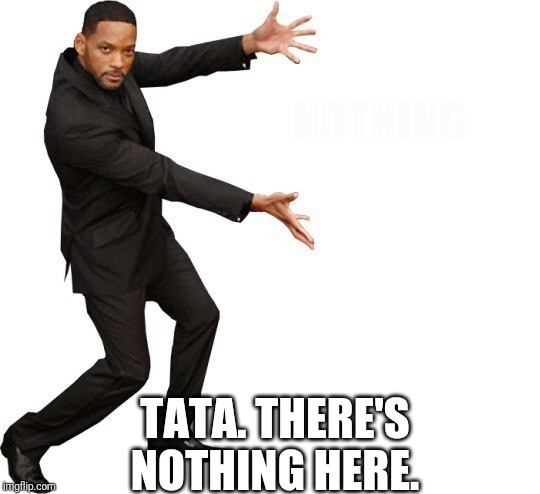 NOTHING
TATA. THERE'S
NOTHING HERE.
imgflip.com